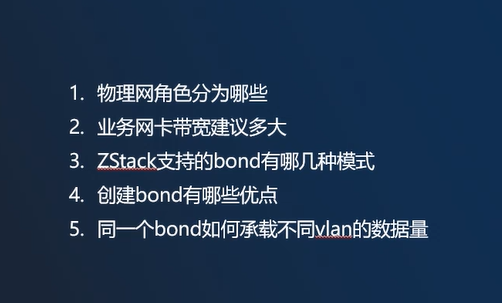 1. 物理网角色分为哪些
2. 业务网卡带宽建议多大
3. ZStack支持的bond有哪几种模式
4. 创建bond有哪些优点
5. 同一个bond如何承载不同vlan的数据量